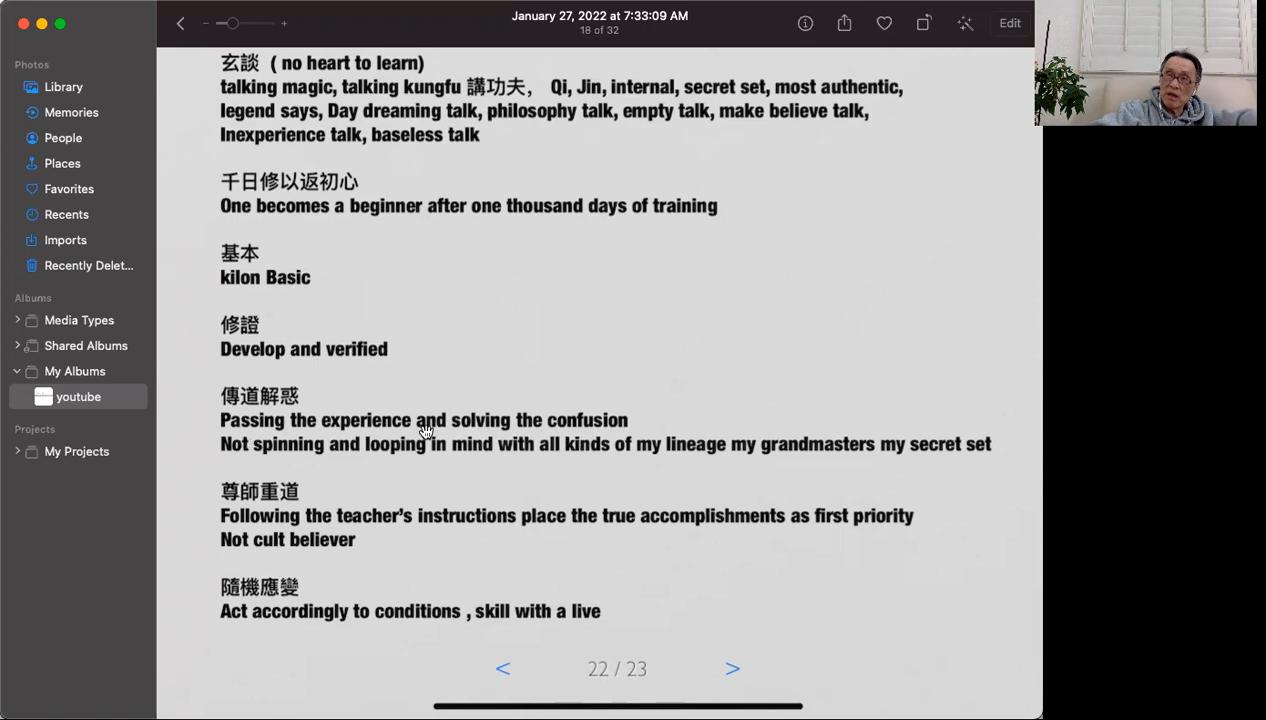 January 27, 2022 at 7:33:09 AM
18 of 32
Edit
Photos
Library
Memories
People
Places
Favorites
Recents
Imports
Recently Delet...
Albums
Media Types
Shared Albums
My Albums
youtube
Projects
My Projects
玄談 ( no heart to learn)
talking magic, talking kungfu 講功夫, Qi, Jin, internal, secret set, most authentic,
legend says, Day dreaming talk, philosophy talk, empty talk, make believe talk,
Inexperience talk, baseless talk
千日修以返初心
One becomes a beginner after one thousand days of training
基本
kilon Basic
修證
Develop and verified
傳道解惑
Passing the experience and solving the confusion
Not spinning and looping in mind with all kinds of my lineage my grandmasters my secret set
尊師重道
Following the teacher's instructions place the true accomplishments as first priority
Not cult believer
隨機應變
Act accordingly to conditions , skill with a live
< 22 / 23 >